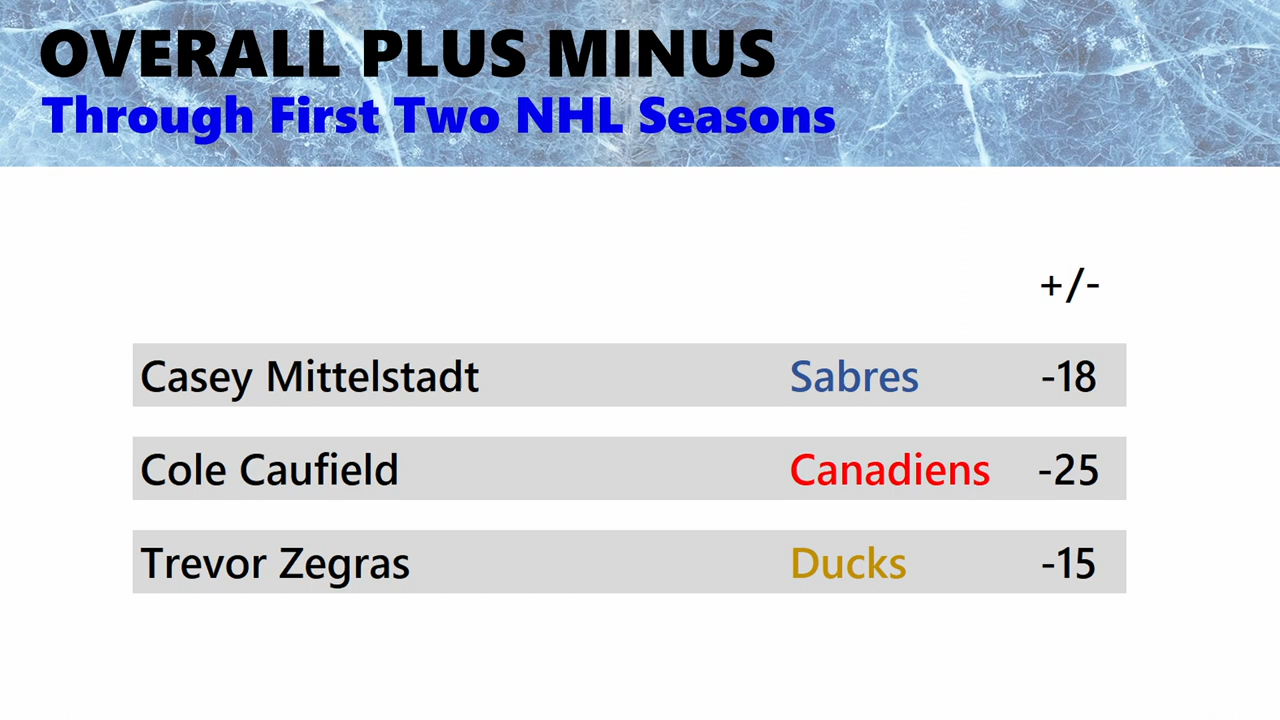 OVERALL PLUS MINUS
Through First Two NHL Seasons
+/-
Casey Mittelstadt Sabres -18
Cole Caufield Canadiens -25
Trevor Zegras Ducks -15